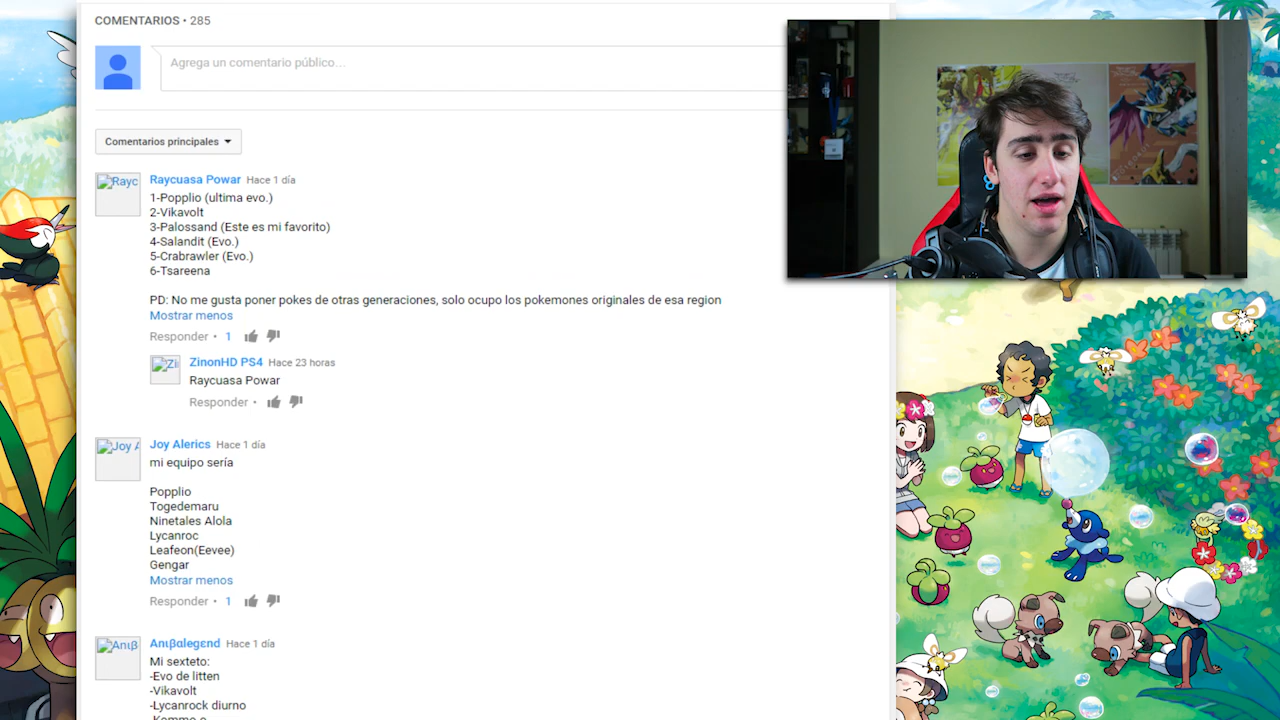 COMENTARIOS • 285
Agrega un comentario público...
Comentarios principales
Rayc
Raycuasa Powar Hace 1 día
1-Popplio (ultima evo.)
2-Vikavolt
3-Palossand (Este es mi favorito)
4-Salandit (Evo.)
5-Crabrawler (Evo.)
6-Tsareena
PD: No me gusta poner pokes de otras generaciones, solo ocupo los pokemones originales de esa region
Mostrar menos
Responder • 1
Zi
ZinonHD PS4 Hace 23 horas
Raycuasa Powar
Responder •
Joy A
Joy Alerics Hace 1 día
mi equipo sería
Popplio
Togedemaru
Ninetales Alola
Lycanroc
Leafeon(Eevee)
Gengar
Mostrar menos
Responder • 1
Anιβ
Anιβαlegεnd Hace 1 día
Mi sexteto:
-Evo de litten
-Vikavolt
-Lycanrock diurno